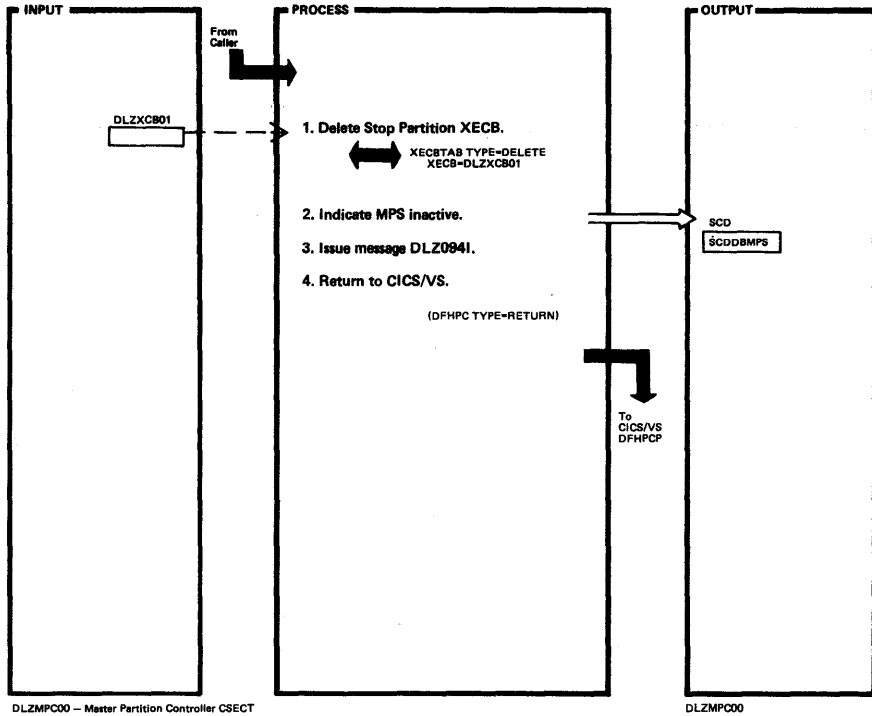 INPUT
PROCESS
OUTPUT
From
Caller
DLZXCB01
1. Delete Stop Partition XECB.
XECBTAB TYPE=DELETE
XECB=DLZXCB01
2. Indicate MPS inactive.
SCD
SCDDBMPS
3. Issue message DLZ094I.
4. Return to CICS/VS.
(DFHPC TYPE=RETURN)
To
CICS/VS
DFHPCP
DLZMPC00 — Master Partition Controller CSECT
DLZMPC00